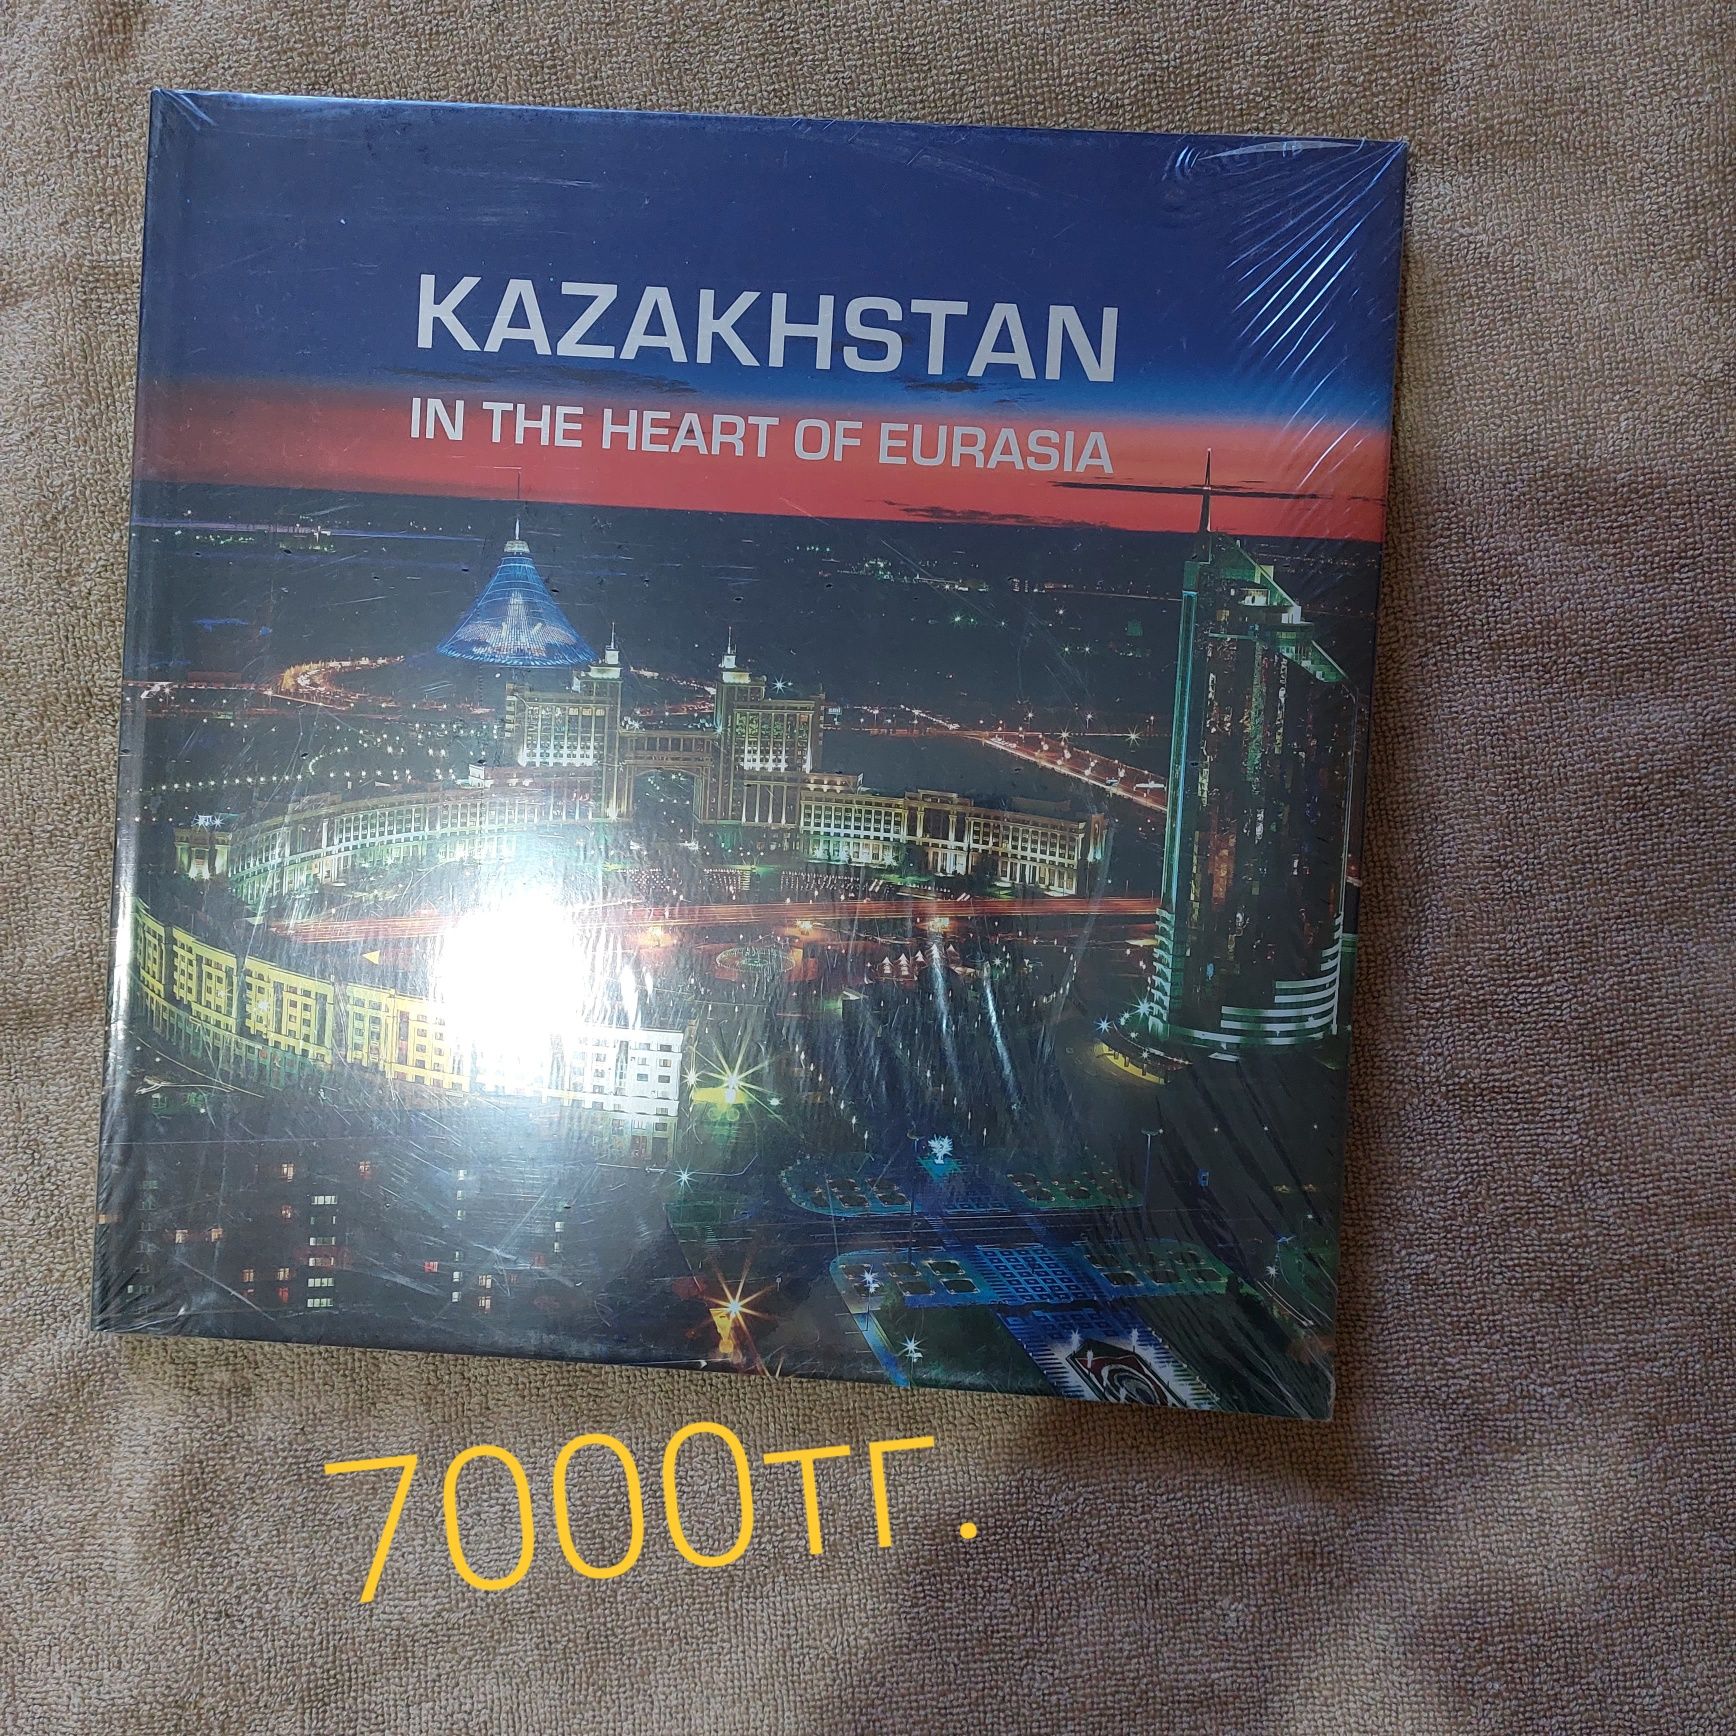 KAZAKHSTAN
IN THE HEART OF EURASIA
7000тг.